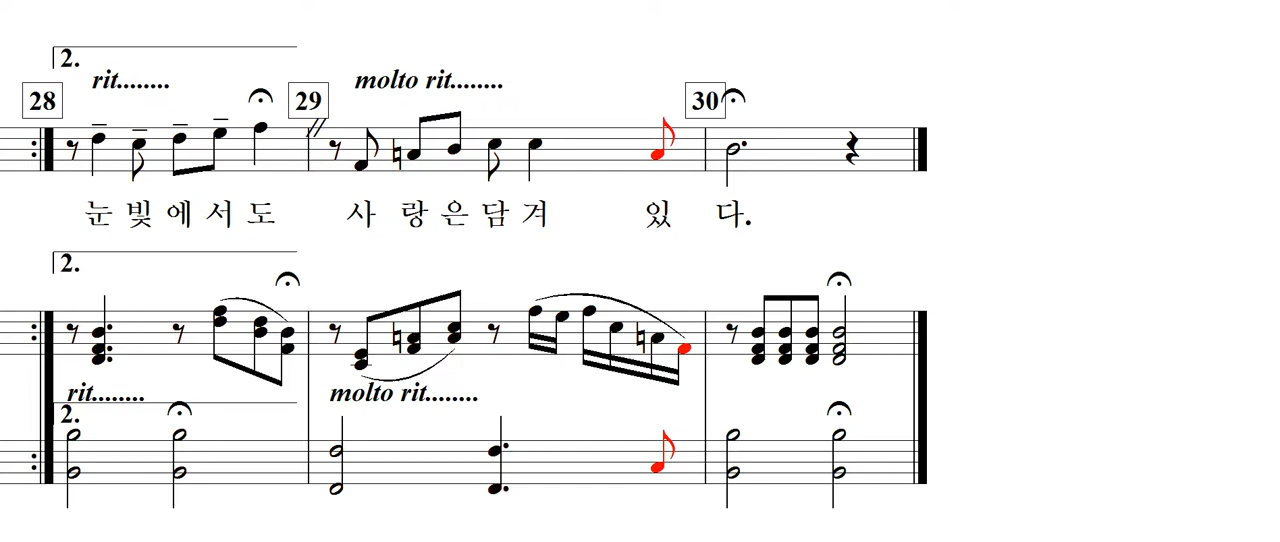 2.
rit........ molto rit........
28 29 30
눈 빛 에 서 도 사 랑 은 담 겨 있 다.
2.
rit........ molto rit........
2.